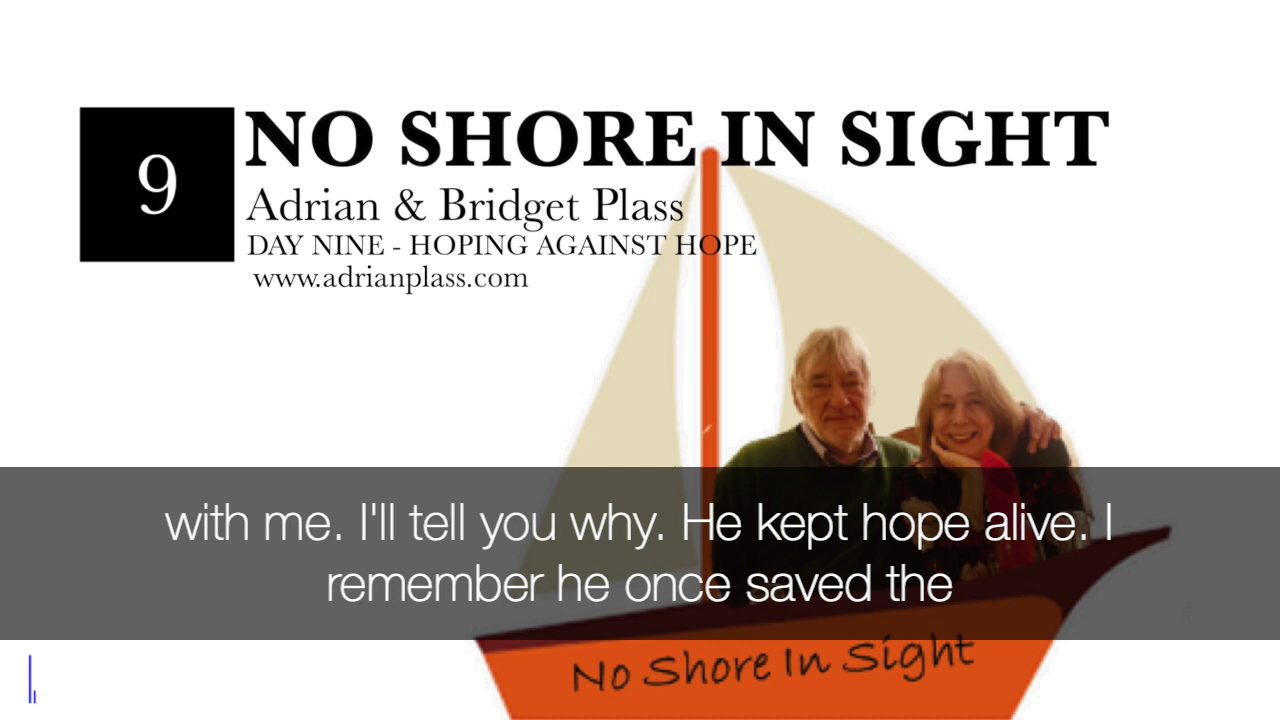 9
NO SHORE IN SIGHT
Adrian & Bridget Plass
DAY NINE - HOPING AGAINST HOPE
www.adrianplass.com
with me. I'll tell you why. He kept hope alive. I
remember he once saved the
No Shore In Sight